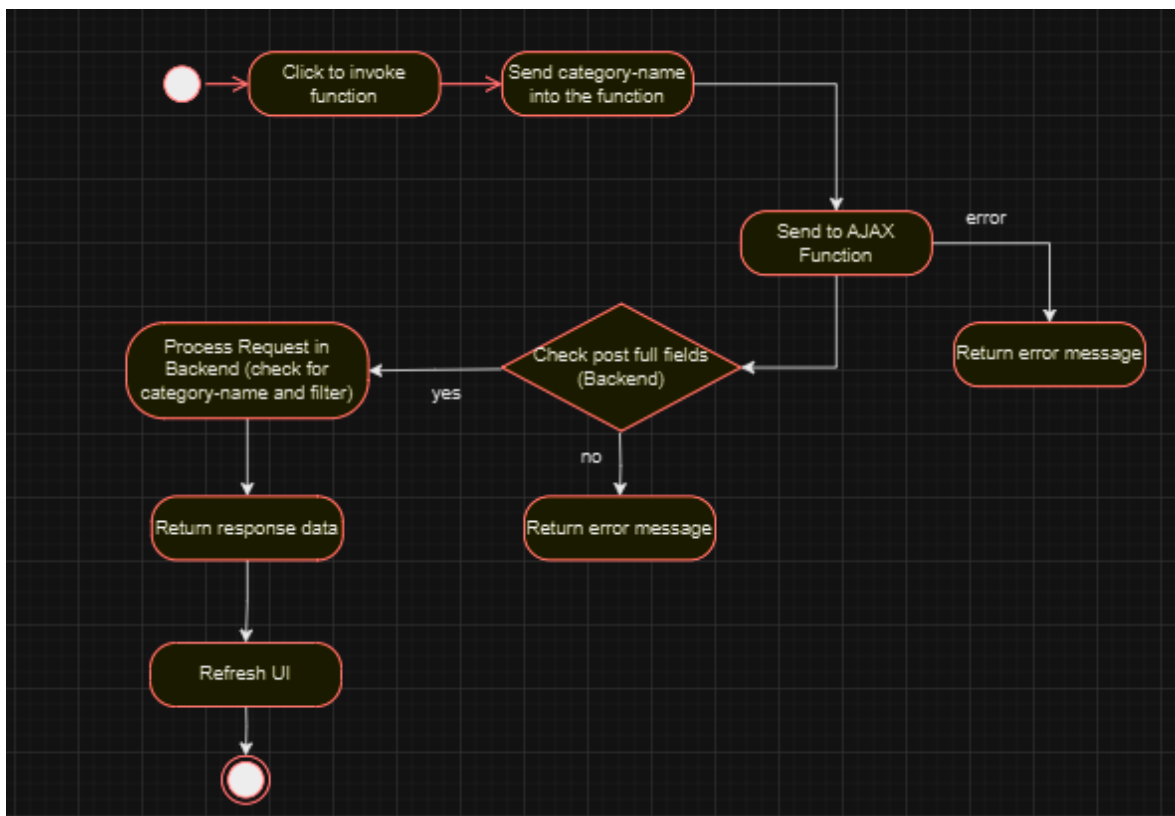 Click to invoke
function
Send category-name
into the function
Send to AJAX
Function
error
Return error message
Check post full fields
(Backend)
yes
no
Process Request in
Backend (check for
category-name and filter)
Return response data
Return error message
Refresh UI